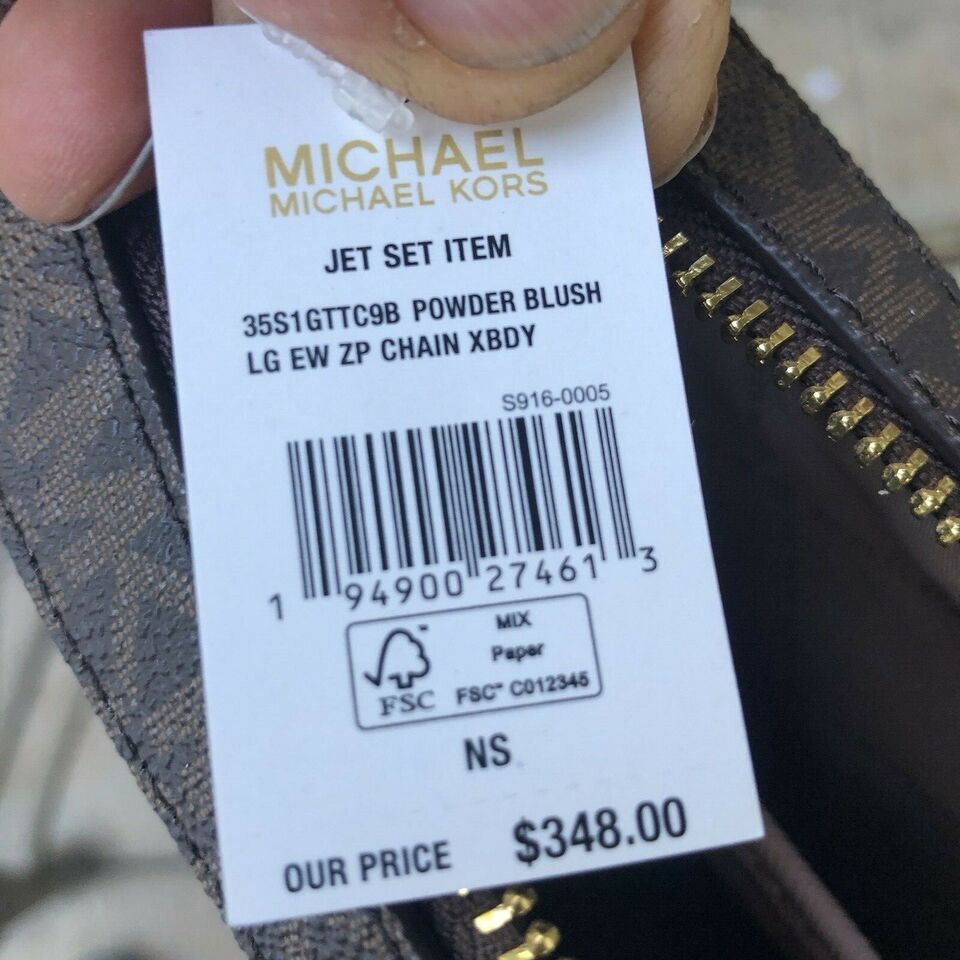 MICHAEL
MICHAEL KORS
JET SET ITEM
35S1GTTC9B POWDER BLUSH
LG EW ZP CHAIN XBDY
S916-0005
1 94900 27461 3
MIX
Paper
FSC™ C012345
FSC
NS
OUR PRICE $348.00